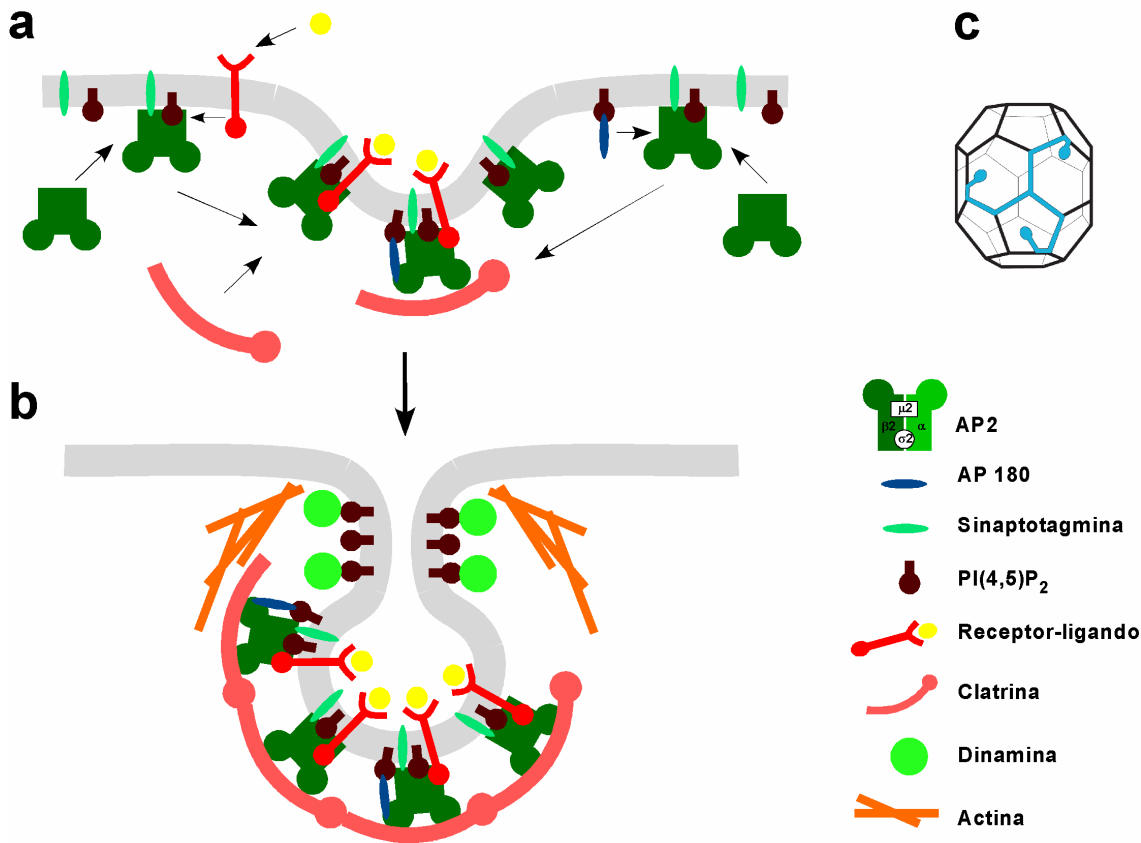 a
c
b
μ2
β2
α
σ2
AP2
AP 180
Sinaptotagmina
PI(4,5)P₂
Receptor-ligando
Clatrina
Dinamina
Actina